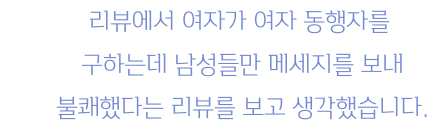 리뷰에서 여자가 여자 동행자를
구하는데 남성들만 메세지를 보내
불쾌했다는 리뷰를 보고 생각했습니다.